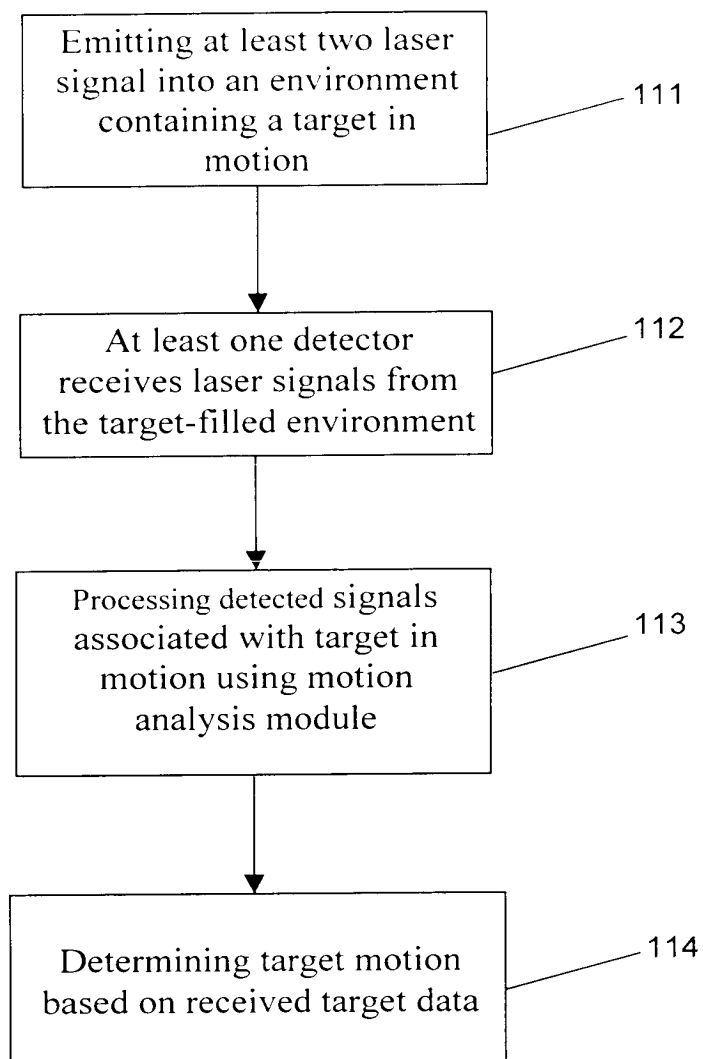 Emitting at least two laser
signal into an environment
containing a target in
motion
111
At least one detector
receives laser signals from
the target-filled environment
112
Processing detected signals
associated with target in
motion using motion
analysis module
113
Determining target motion
based on received target data
114